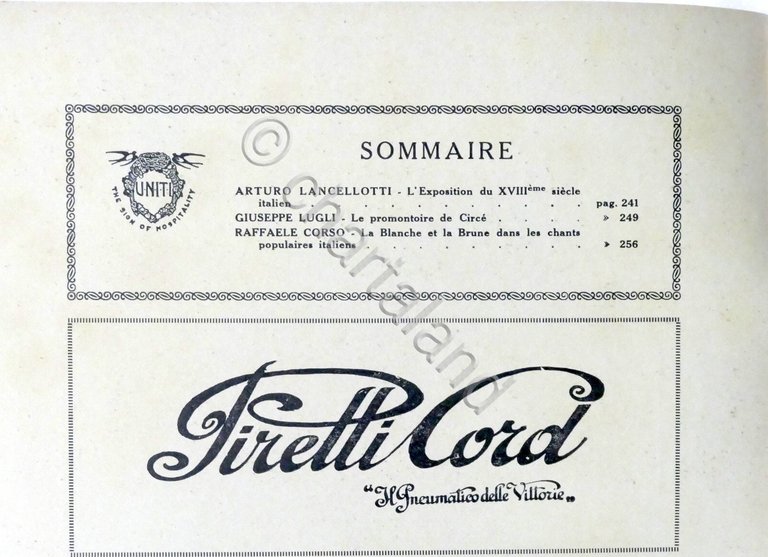 SOMMAIRE
UNITI
THE SIGN OF HOSPITALITY
ARTURO LANCELLOTTI - L'Exposition du XVIIIème siècle
italien . . . . . . . . . . . . . pag. 241
GIUSEPPE LUGLI - Le promontoire de Circé . . . . . » 249
RAFFAELE CORSO - La Blanche et la Brune dans les chants
populaires italiens . . . . . . . . . . » 256
© chartaland
Pirelli Cord
"Il Pneumatico delle Vittorie„